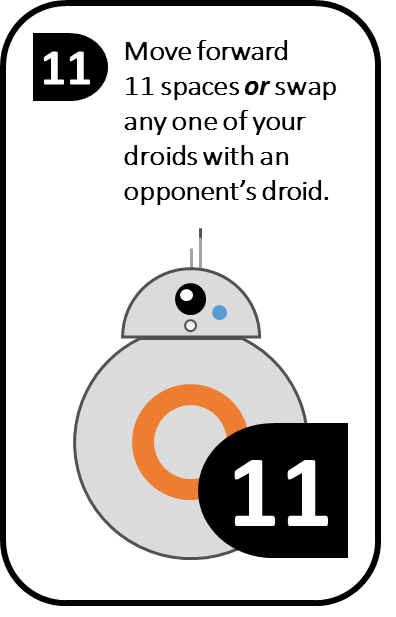 11
Move forward
11 spaces or swap
any one of your
droids with an
opponent’s droid.
11